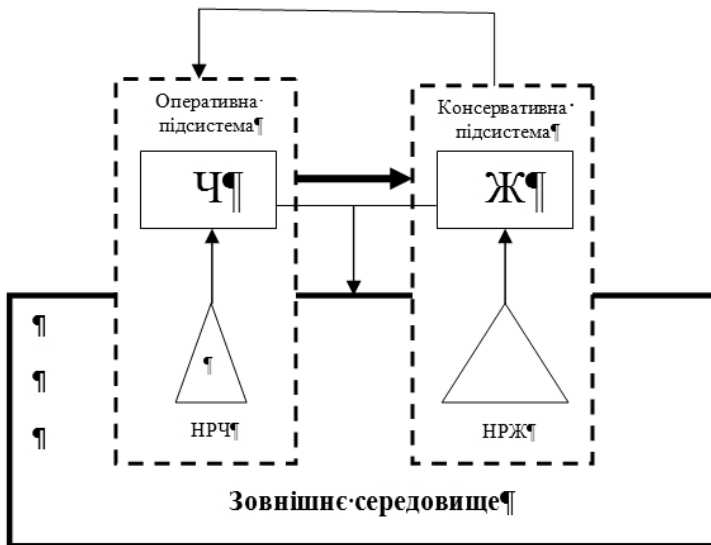 Оперативна·
підсистема¶
Консервативна·
підсистема¶
Ч¶
Ж¶
¶
¶
¶
¶
НРЧ¶
НРЖ¶
Зовнішнє·середовище¶